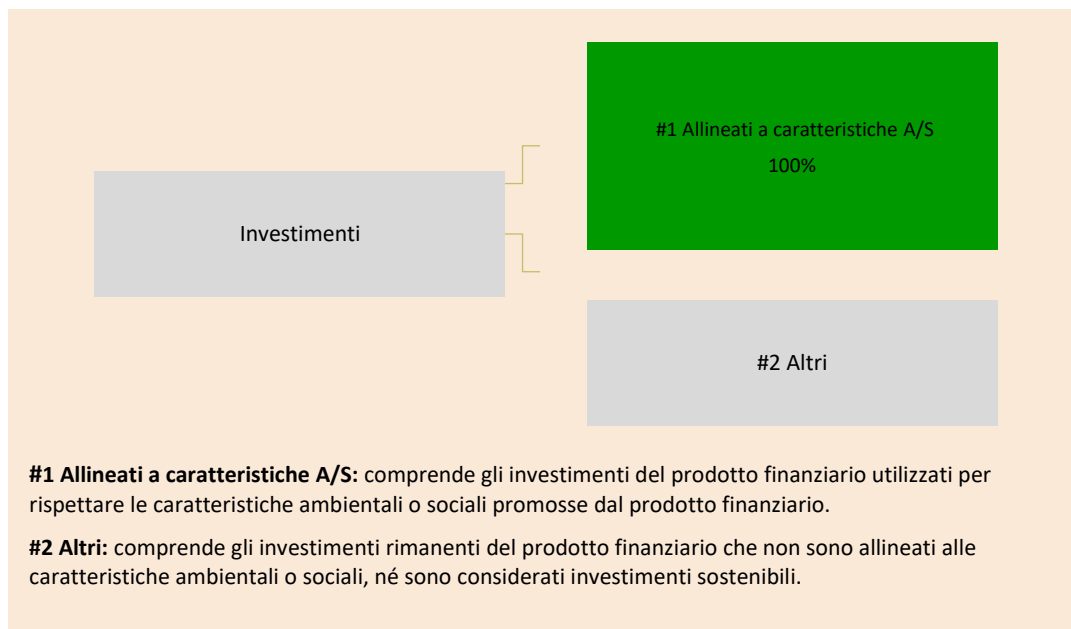 #1 Allineati a caratteristiche A/S
100%
Investimenti
#2 Altri
#1 Allineati a caratteristiche A/S: comprende gli investimenti del prodotto finanziario utilizzati per
rispettare le caratteristiche ambientali o sociali promosse dal prodotto finanziario.
#2 Altri: comprende gli investimenti rimanenti del prodotto finanziario che non sono allineati alle
caratteristiche ambientali o sociali, né sono considerati investimenti sostenibili.